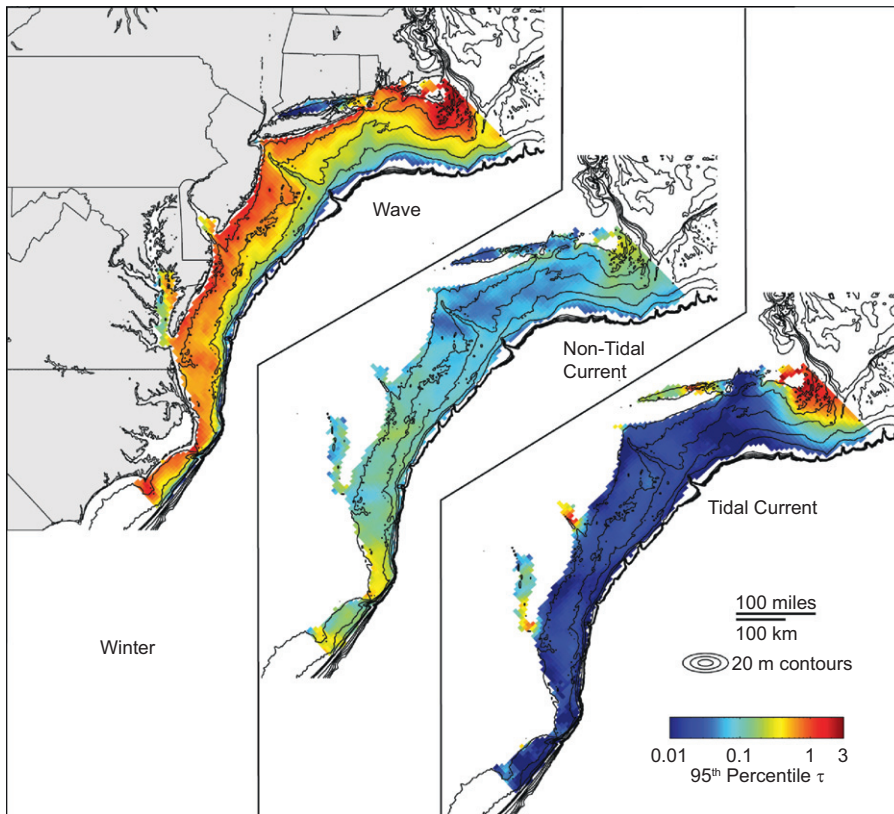 Wave
Non-Tidal
Current
Tidal Current
Winter
100 miles
100 km
20 m contours
0.01 0.1 1 3
95th Percentile τ